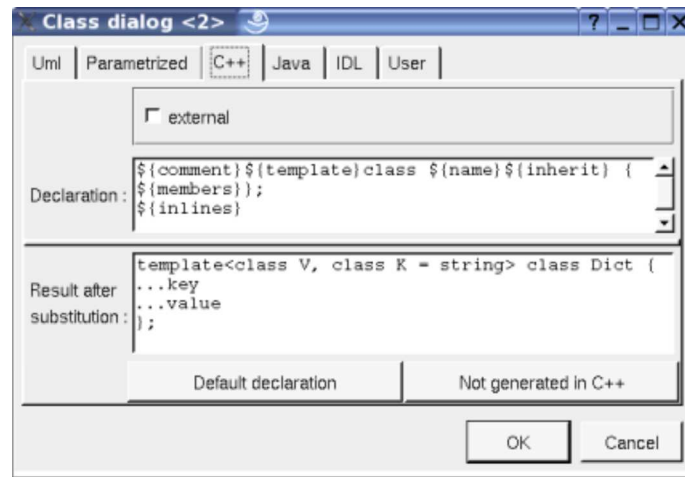 Class dialog <2>
?
Uml Parametrized C++ Java IDL User
external
Declaration :
${comment}${template}class ${name}${inherit} {
${members}};
${inlines}
Result after
substitution :
template<class V, class K = string> class Dict {
...key
...value
};
Default declaration Not generated in C++
OK Cancel